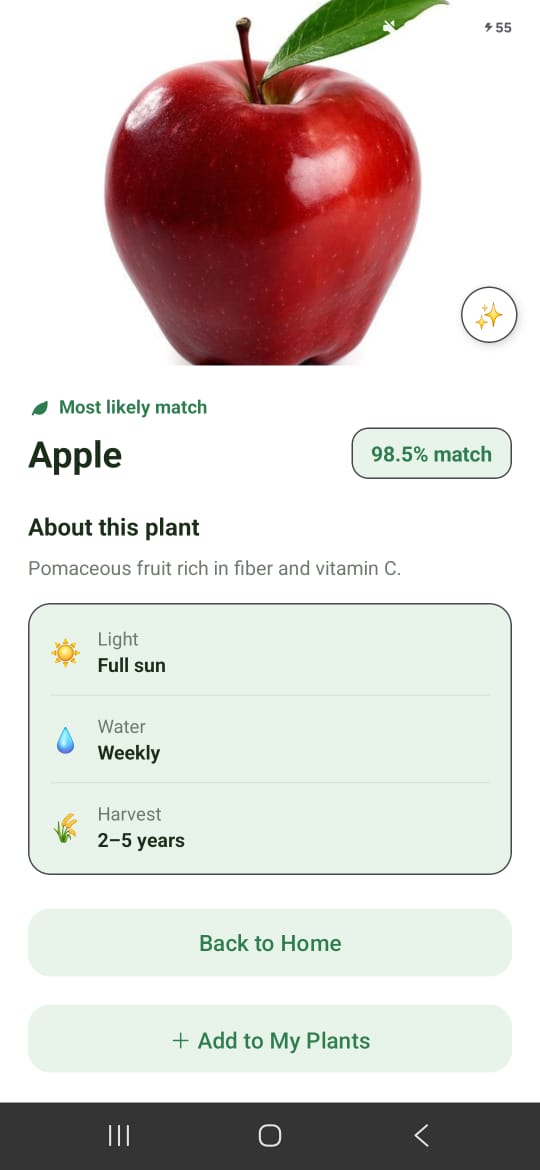 55
Most likely match
Apple
98.5% match
About this plant
Pomaceous fruit rich in fiber and vitamin C.
Light
Full sun
Water
Weekly
Harvest
2–5 years
Back to Home
+ Add to My Plants